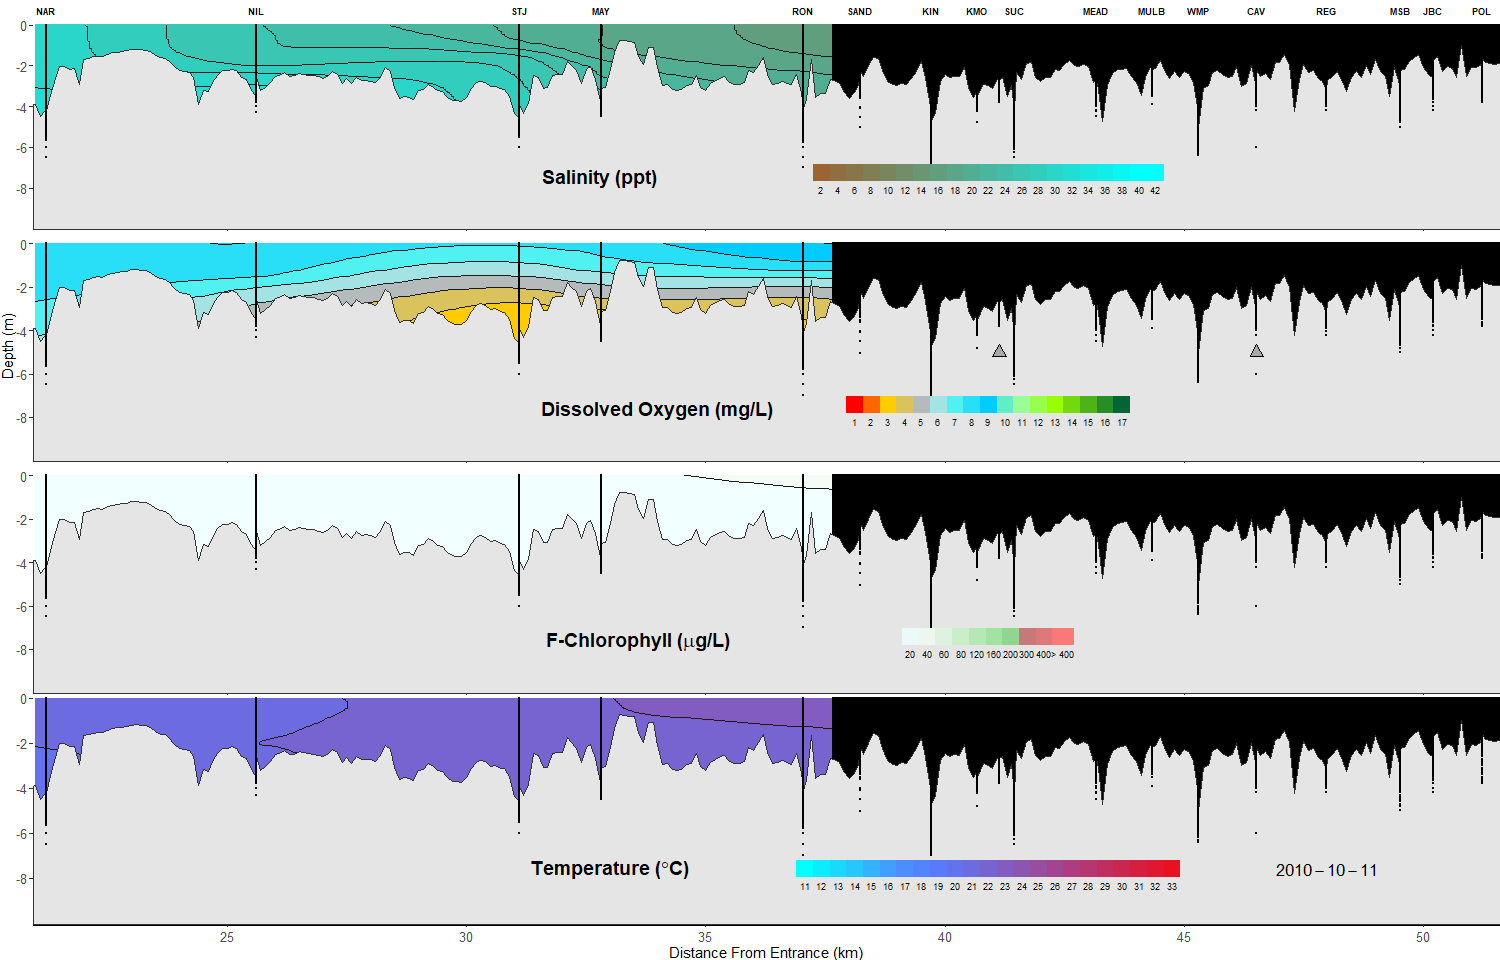 NAR NIL STJ MAY RON SAND KIN KMO SUC MEAD MULB WMP CAV REG MSB JBC POL
0
-2
-4
-6
-8
Salinity (ppt)
2 4 6 8 10 12 14 16 18 20 22 24 26 28 30 32 34 36 38 40 42
0
-2
-4
-6
-8
Dissolved Oxygen (mg/L)
1 2 3 4 5 6 7 8 9 10 11 12 13 14 15 16 17
Depth (m)
0
-2
-4
-6
-8
F-Chlorophyll (μg/L)
20 40 60 80 120 160 200 300 400 > 400
0
-2
-4
-6
-8
Temperature (°C)
11 12 13 14 15 16 17 18 19 20 21 22 23 24 25 26 27 28 29 30 31 32 33
2010 – 10 – 11
25 30 35 40 45 50
Distance From Entrance (km)